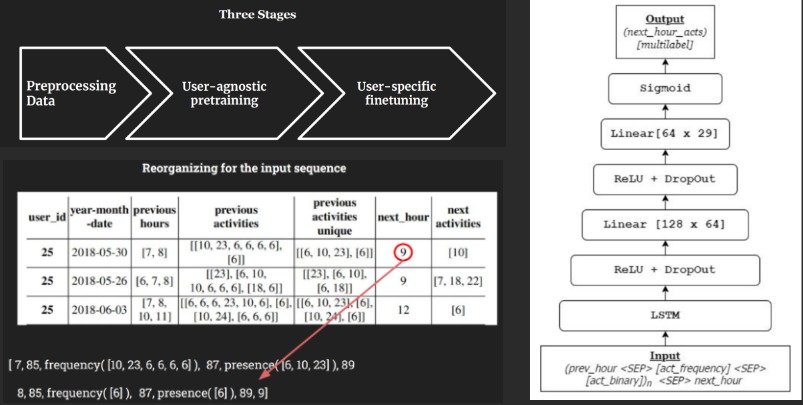 Three Stages
Preprocessing
Data
User-agnostic
pretraining
User-specific
finetuning
Reorganizing for the input sequence
user_id year-month-date previous hours previous activities previous activities unique next_hour next activities
25 2018-05-30 [7, 8] [[10, 23, 6, 6, 6, 6], [6]] [[6, 10, 23], [6]] 9 [10]
25 2018-05-26 [6, 7, 8] [[23], [6, 10, 10, 6, 6, 6], [18, 6]] [[23], [6, 10], [6, 18]] 9 [7, 18, 22]
25 2018-06-03 [7, 8, 10, 11] [[6, 6, 6, 23, 10, 6], [6], [10, 24], [6, 6, 6]] [[6, 10, 23], [6], [10, 24], [6]] 12 [6]
[ 7, 85, frequency( [10, 23, 6, 6, 6, 6] ), 87, presence( [6, 10, 23] ), 89
8, 85, frequency( [6] ), 87, presence( [6] ), 89, 9]
Output
(next_hour_acts)
[multilabel]
Sigmoid
Linear[64 x 29]
ReLU + DropOut
Linear [128 x 64]
ReLU + DropOut
LSTM
Input
(prev_hour <SEP> [act_frequency] <SEP>
[act_binary])n <SEP> next_hour